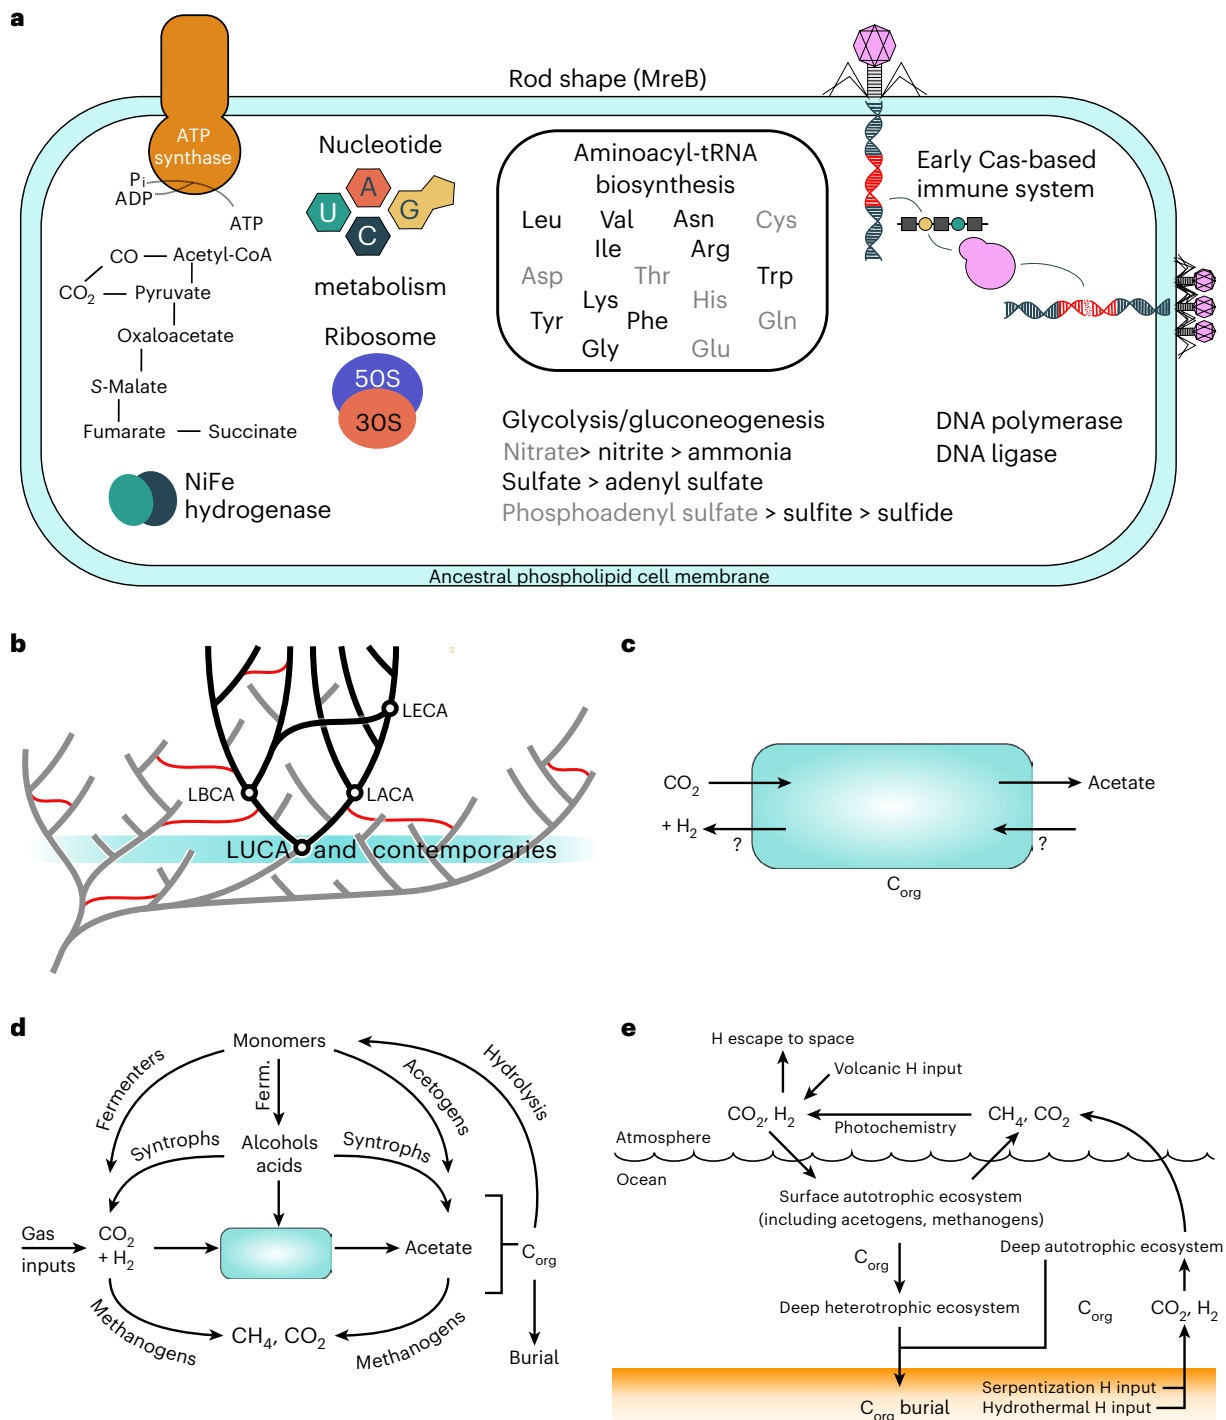 a
Rod shape (MreB)
ATP
synthase
Pi
ADP
ATP
CO
Acetyl-CoA
CO2
Pyruvate
Oxaloacetate
S-Malate
Fumarate
Succinate
NiFe
hydrogenase
Nucleotide
A
U
G
C
metabolism
Ribosome
50S
30S
Aminoacyl-tRNA
biosynthesis
Leu Val Asn Cys
Ile Arg
Asp Thr Trp
Lys His
Tyr Phe Gln
Gly Glu
Early Cas-based
immune system
Glycolysis/gluconeogenesis
Nitrate> nitrite > ammonia
Sulfate > adenyl sulfate
Phosphoadenyl sulfate > sulfite > sulfide
DNA polymerase
DNA ligase
Ancestral phospholipid cell membrane
b
3
LECA
LBCA
LACA
LUCA and contemporaries
c
CO2
+ H2
?
Acetate
?
Corg
d
Monomers
Fermenters
Ferm.
Acetogens
Hydrolysis
Syntrophs
Alcohols
acids
Syntrophs
Gas
inputs
CO2
+ H2
Acetate
Corg
Methanogens
CH4, CO2
Methanogens
Burial
e
H escape to space
Volcanic H input
CO2, H2
CH4, CO2
Photochemistry
Atmosphere
Ocean
Surface autotrophic ecosystem
(including acetogens, methanogens)
Corg
Deep autotrophic ecosystem
Deep heterotrophic ecosystem
Corg
CO2, H2
Serpentization H input
Hydrothermal H input
Corg burial